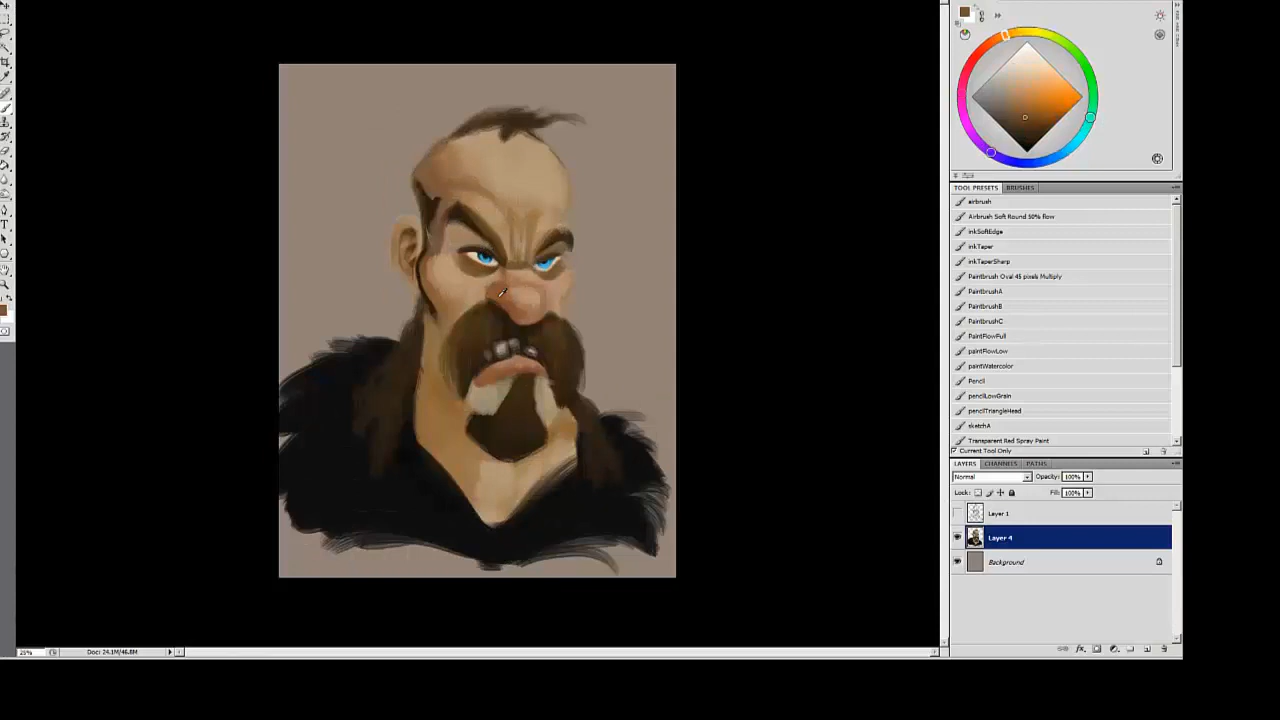 TOOL PRESETS BRUSHES
airbrush
Airbrush Soft Round 50% flow
inkSoftEdge
inkTaper
inkTaperSharp
Paintbrush Oval 45 pixels Multiply
PaintbrushA
PaintbrushB
PaintbrushC
PaintFlowFull
paintFlowLow
paintWatercolor
Pencil
pencilLowGrain
pencilTriangleHead
sketchA
Transparent Red Spray Paint
Current Tool Only
LAYERS CHANNELS PATHS
Normal Opacity: 100%
Lock: Fill: 100%
Layer 1
Layer 4
Background
Doc: 24.1M/46.8M